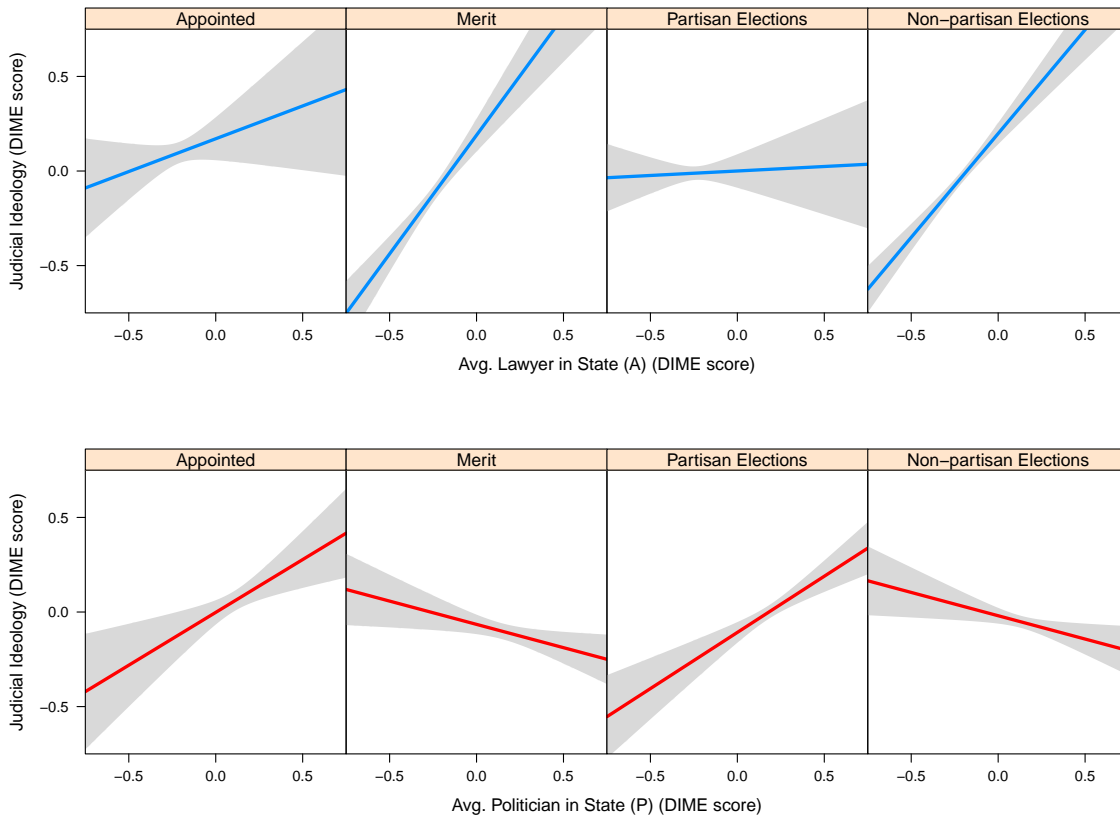 Appointed Merit Partisan Elections Non−partisan Elections
Judicial Ideology (DIME score)
0.5
0.0
−0.5
−0.5 0.0 0.5 −0.5 0.0 0.5 −0.5 0.0 0.5 −0.5 0.0 0.5
Avg. Lawyer in State (A) (DIME score)
Appointed Merit Partisan Elections Non−partisan Elections
Judicial Ideology (DIME score)
0.5
0.0
−0.5
−0.5 0.0 0.5 −0.5 0.0 0.5 −0.5 0.0 0.5 −0.5 0.0 0.5
Avg. Politician in State (P) (DIME score)